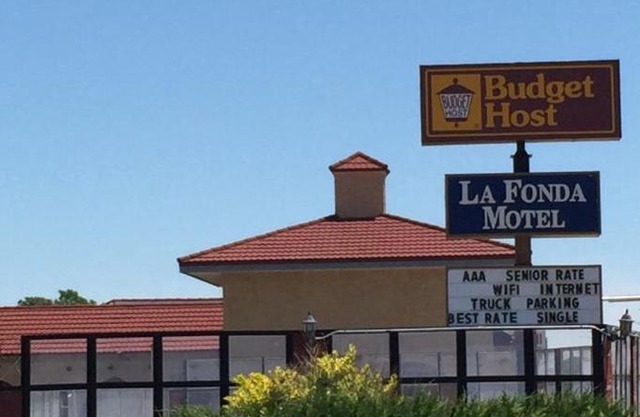 BUDGET
HOST
Budget
Host
LA FONDA
MOTEL
AAA SENIOR RATE
WIFI INTERNET
TRUCK PARKING
BEST RATE SINGLE